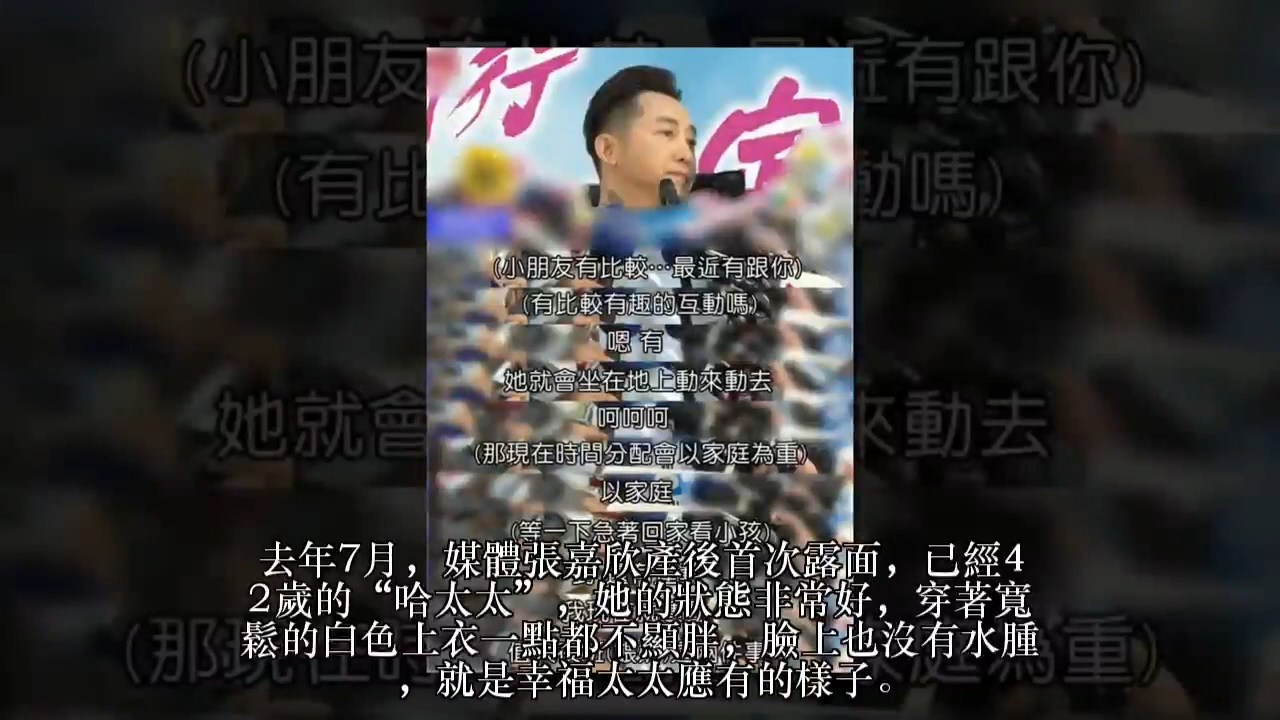 行 定
(小朋友有比較…最近有跟你)
(有比較有趣的互動嗎)
嗯 有
她就會坐在地上動來動去
呵呵呵
(那現在時間分配會以家庭為重)
以家庭
(等一下急著回家看小孩)
去年7月，媒體張嘉欣產後首次露面，已經4
2歲的“哈太太”，她的狀態非常好，穿著寬
鬆的白色上衣一點都不顯胖，臉上也沒有水腫
，就是幸福太太應有的樣子。